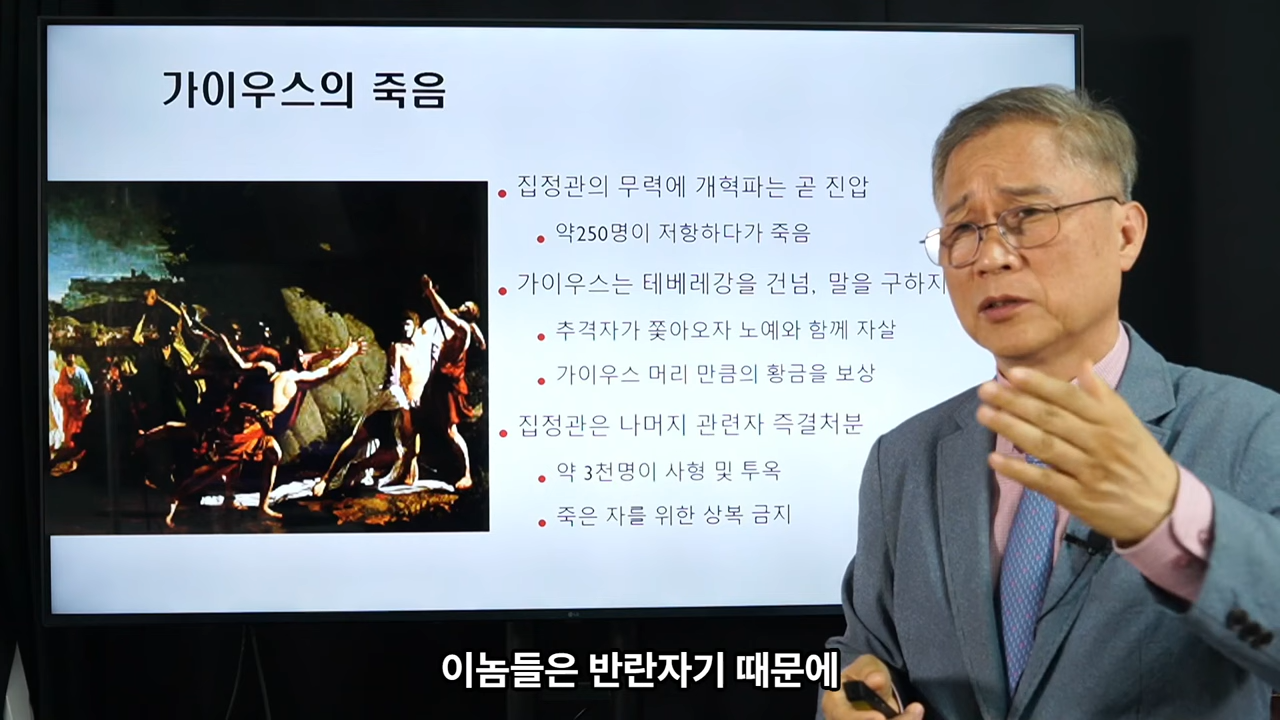 가이우스의 죽음
집정관의 무력에 개혁파는 곧 진압
약250명이 저항하다가 죽음
가이우스는 테베레강을 건넘, 말을 구하지
추격자가 쫓아오자 노예와 함께 자살
가이우스 머리 만큼의 황금을 보상
집정관은 나머지 관련자 즉결처분
약 3천명이 사형 및 투옥
죽은 자를 위한 상복 금지
LG
이놈들은 반란자기 때문에